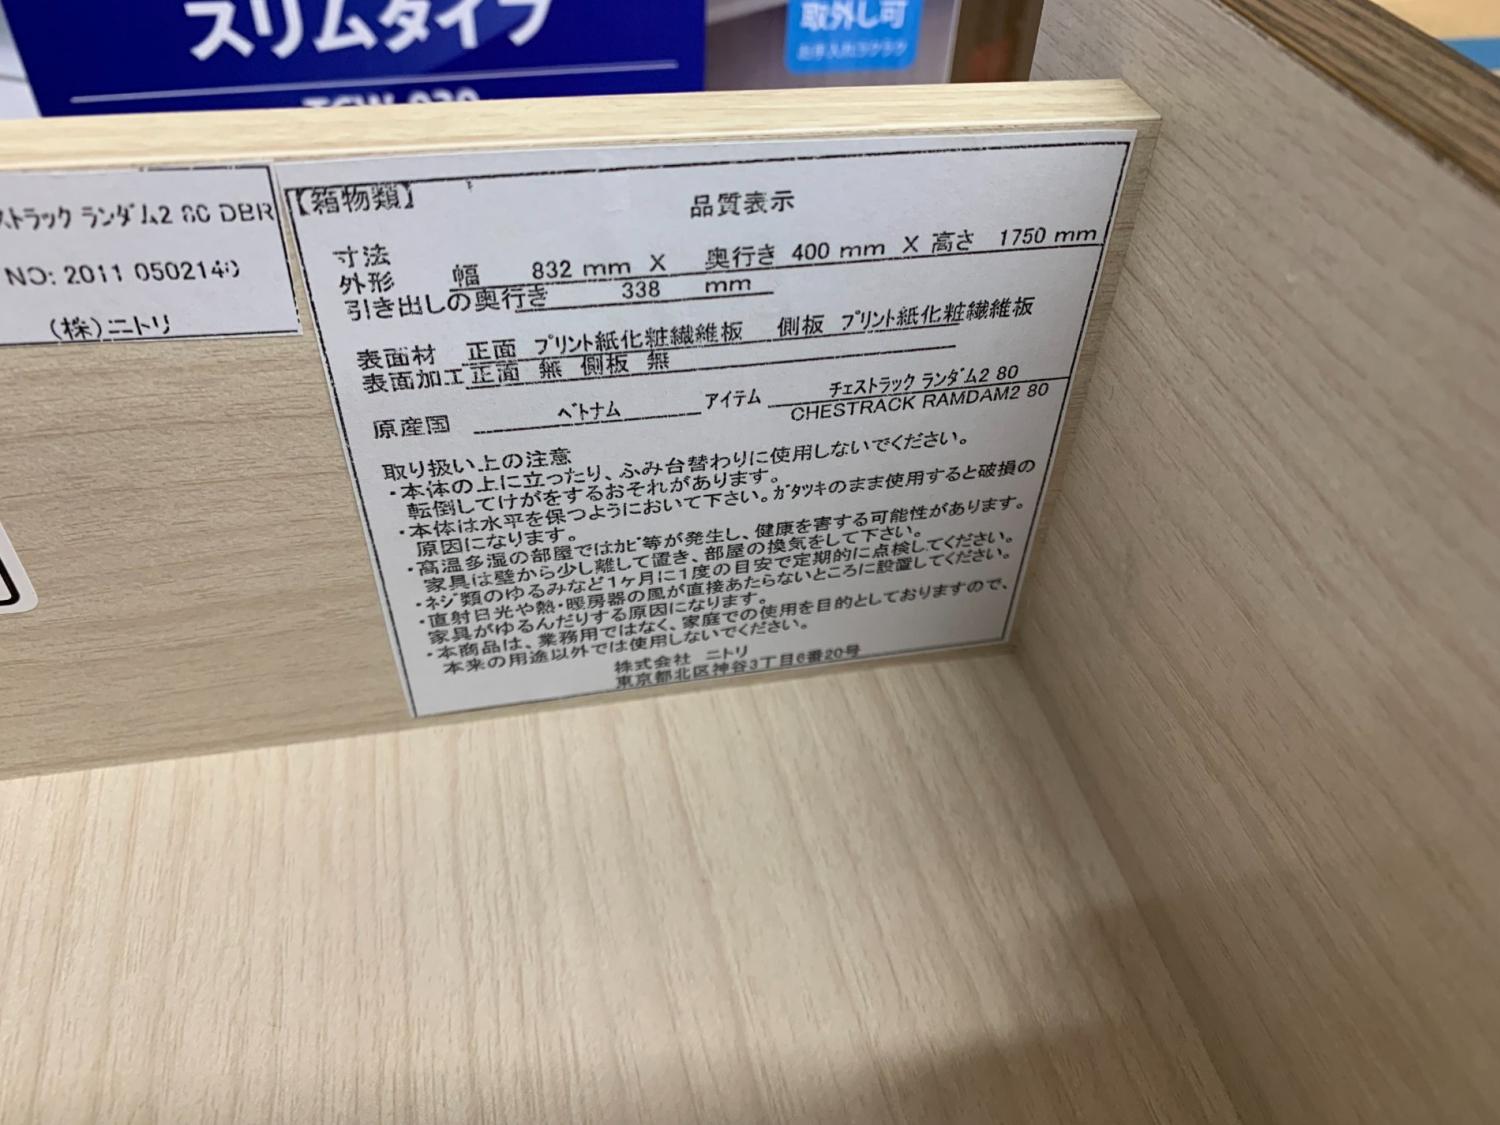 スリムタイプ
取外し可
ストラック ランダム2 80 DBR
NO: 2011 0502140
(株)ニトリ
【箱物類】 品質表示
寸法
外形 幅 832 mm X 奥行き 400 mm X 高さ 1750 mm
引き出しの奥行き 338 mm
表面材 正面 プリント紙化粧繊維板 側板 プリント紙化粧繊維板
表面加工 正面 無 側板 無
原産国 ベトナム アイテム チェストラック ランダム2 80
CHESTRACK RAMDAM2 80
取り扱い上の注意
・本体の上に立ったり、ふみ台替わりに使用しないでください。
転倒してけがをするおそれがあります。
・本体は水平を保つようにおいて下さい。ガタツキのまま使用すると破損の
原因になります。
・高温多湿の部屋ではカビ等が発生し、健康を害する可能性があります。
家具は壁から少し離して置き、部屋の換気をして下さい。
・ネジ類のゆるみなど1ヶ月に1度の目安で定期的に点検してください。
・直射日光や熱・暖房器の風が直接あたらないところに設置してください。
家具がゆるんだりする原因になります。
・本商品は、業務用ではなく、家庭での使用を目的としておりますので、
本来の用途以外では使用しないでください。
株式会社 ニトリ
東京都北区神谷3丁目6番20号